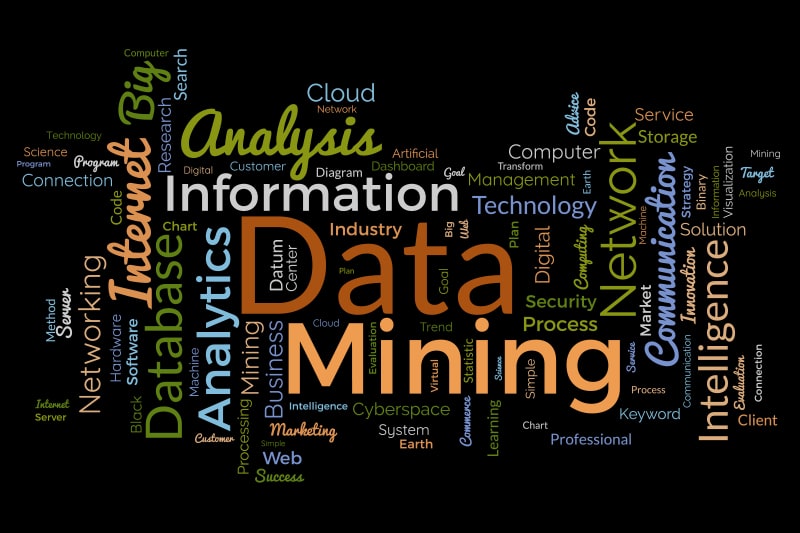 Computer
Big
Search
Cloud
Network
Research
Analysis
Advice
Code
Service
Storage
Technology
Science
Program
Program
Connection
Internet
Digital
Customer
Diagram
Artificial
Dashboard
Goal
Computer
Transform
Management
Earth
Network
Communication
Strategy
Binary
Information
Visualization
Mining
Target
Analysis
Code
Information
Technology
Chart
Industry
Big
Web
Plan
Digital
Computing
Machine
Solution
Data
Datum
Center
Plan
Goal
Database
Analytics
Networking
Method
Server
Hardware
Software
Machine
Mining
Business
Cloud
Evaluation
Trend
Security
Process
Market
Innovation
Intelligence
Mining
Virtual
Statistic
Science
Simple
Service
Process
Communication
Evaluation
Connection
Internet
Server
Black
Customer
Processing
Intelligence
Cyberspace
Commerce
Learning
Keyword
Client
Marketing
Simple
System
Earth
Chart
Professional
Web
Success